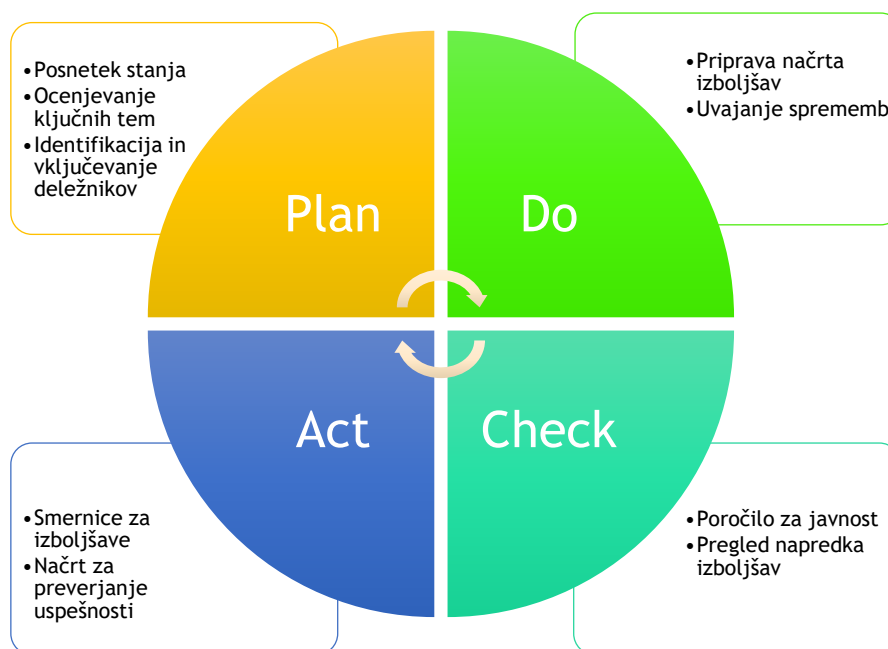 •Posnetek stanja
•Ocenjevanje
ključnih tem
•Identifikacija in
vključevanje
deležnikov
•Priprava načrta
izboljšav
•Uvajanje sprememb
Plan
Do
Act
Check
•Smernice za
izboljšave
•Načrt za
preverjanje
uspešnosti
•Poročilo za javnost
•Pregled napredka
izboljšav